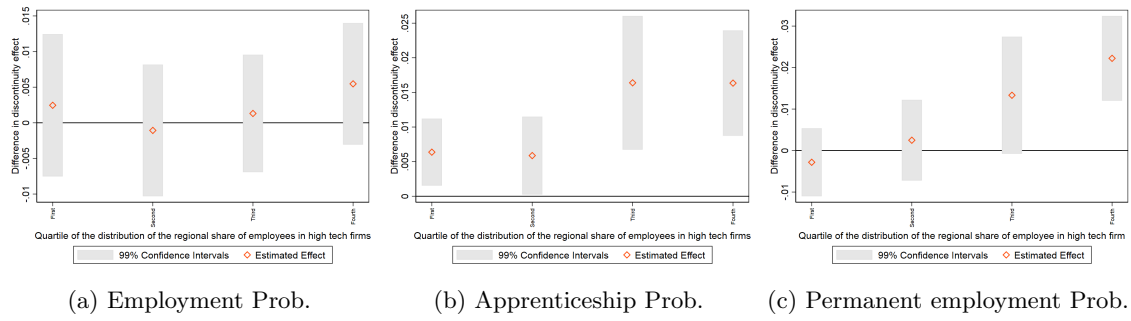 Difference in discontinuity effect
.015
.01
.005
0
-.005
-.01
First
Second
Third
Fourth
Quartile of the distribution of the regional share of employees in high tech firms
99% Confidence Intervals
Estimated Effect
(a) Employment Prob.
Difference in discontinuity effect
.025
.02
.015
.01
.005
0
First
Second
Third
Fourth
Quartile of the distribution of the regional share of employees in high tech firms
99% Confidence Intervals
Estimated Effect
(b) Apprenticeship Prob.
Difference in discontinuity effect
.03
.02
.01
0
-.01
First
Second
Third
Fourth
Quartile of the distribution of the regional share of employees in high tech firm
99% Confidence Intervals
Estimated Effect
(c) Permanent employment Prob.